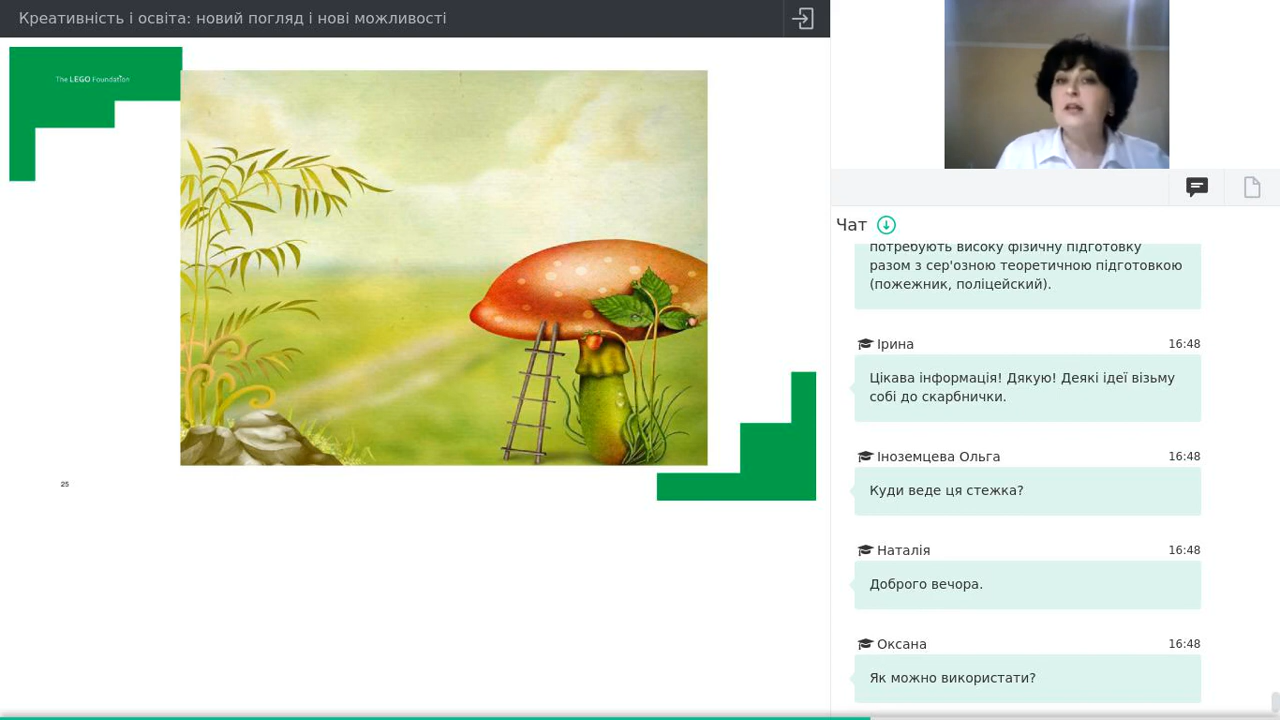 Креативність і освіта: новий погляд і нові можливості
The LEGO Foundation
25
Чат
потребують високу фізичну підготовку
разом з сер'озною теоретичною підготовкою
(пожежник, поліцейский).
Ірина 16:48
Цікава інформація! Дякую! Деякі ідеї візьму
собі до скарбнички.
Іноземцева Ольга 16:48
Куди веде ця стежка?
Наталія 16:48
Доброго вечора.
Оксана 16:48
Як можно використати?